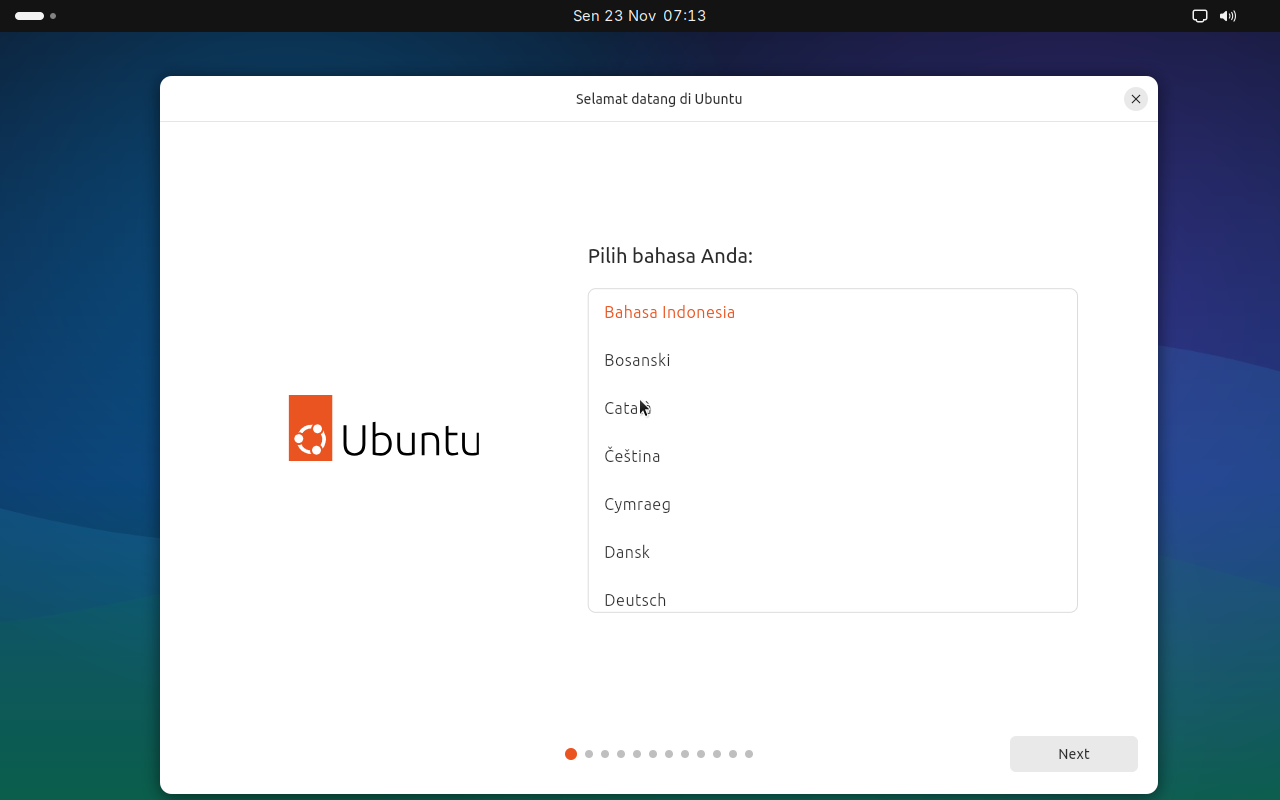 Sen 23 Nov 07:13
Selamat datang di Ubuntu
Pilih bahasa Anda:
Bahasa Indonesia
Bosanski
Català
Čeština
Cymraeg
Dansk
Deutsch
Ubuntu
Next